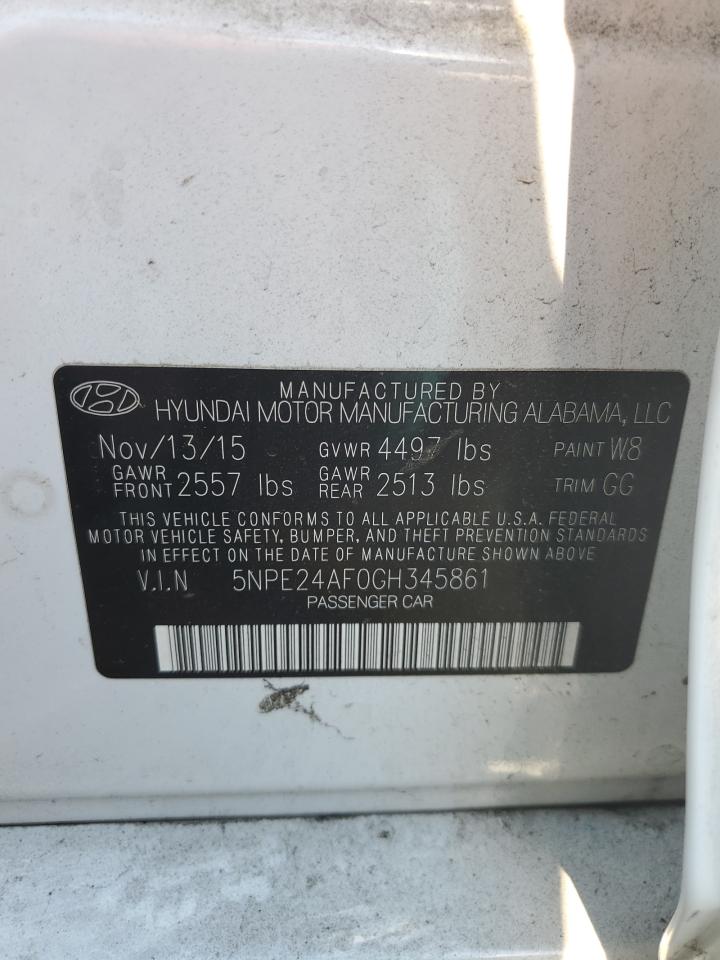 MANUFACTURED BY
HYUNDAI MOTOR MANUFACTURING ALABAMA, LLC
Nov/13/15 GVWR 4497 lbs PAINT W8
GAWR FRONT 2557 lbs GAWR REAR 2513 lbs TRIM GG
THIS VEHICLE CONFORMS TO ALL APPLICABLE U.S.A. FEDERAL
MOTOR VEHICLE SAFETY, BUMPER, AND THEFT PREVENTION STANDARDS
IN EFFECT ON THE DATE OF MANUFACTURE SHOWN ABOVE
V.I.N 5NPE24AF0GH345861
PASSENGER CAR